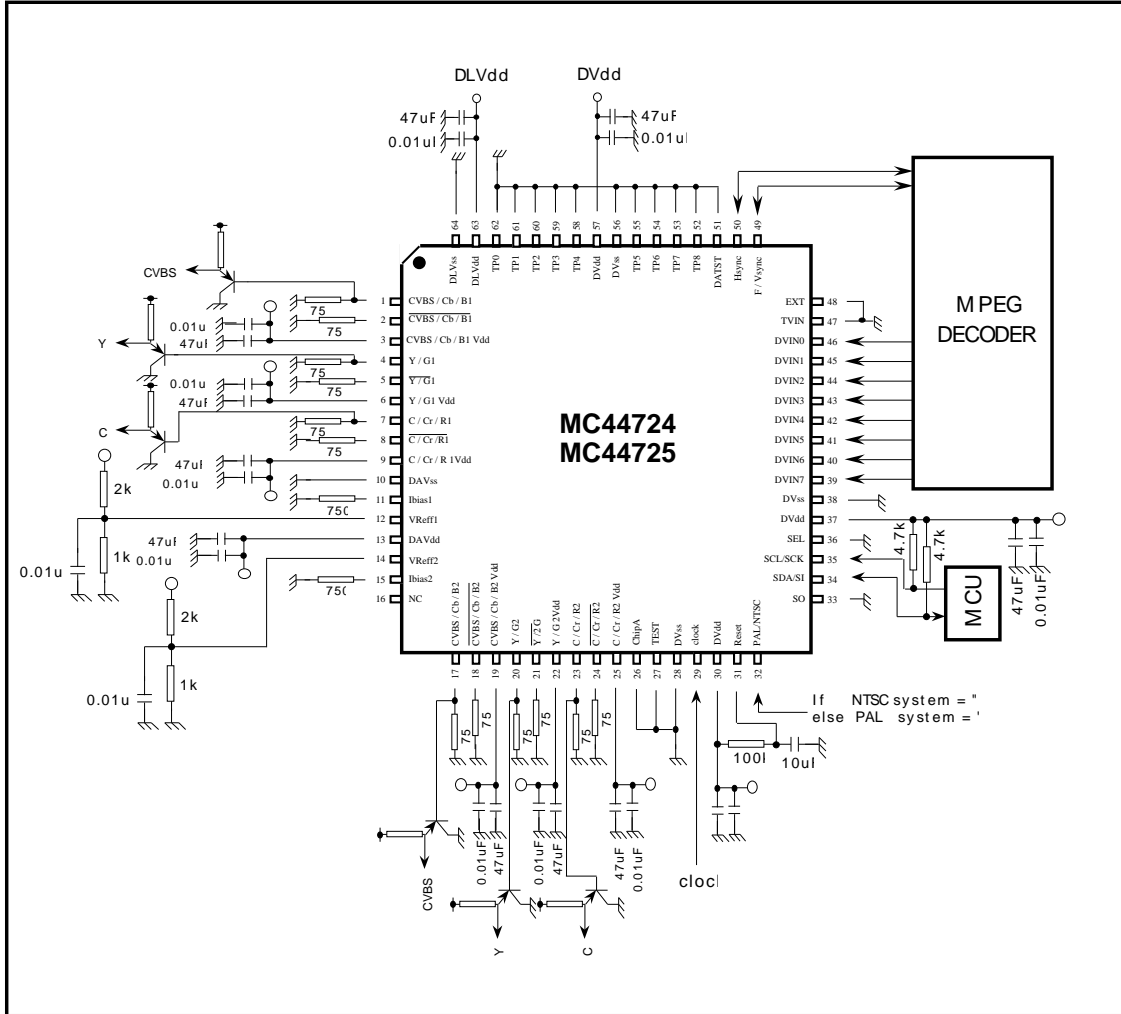 DLVdd
DVdd
47uF
0.01uF
47uF
0.01u
64
63
62
61
60
59
58
57
56
55
54
53
52
51
50
49
DLVss
DLVdd
TP0
TP1
TP2
TP3
TP4
DVdd
DVss
TP5
TP6
TP7
TP8
DATST
Hsync
F / Vsync
MPEG
DECODER
CVBS
Y
C
0.01u
47uF
0.01u
47uF
47uF
0.01u
75
75
75
75
75
75
750
750
2k
1k
0.01u
47uF
0.01u
2k
1k
0.01u
1 CVBS / Cb / B1
2 CVBS / Cb / B1
3 CVBS / Cb / B1 Vdd
4 Y / G1
5 Y / G1
6 Y / G1 Vdd
7 C / Cr / R1
8 C / Cr /R1
9 C / Cr / R 1Vdd
10 DAVss
11 Ibias1
12 VReff1
13 DAVdd
14 VReff2
15 Ibias2
16 NC
MC44724
MC44725
EXT 48
TVIN 47
DVIN0 46
DVIN1 45
DVIN2 44
DVIN3 43
DVIN4 42
DVIN5 41
DVIN6 40
DVIN7 39
DVss 38
DVdd 37
SEL 36
SCL/SCK 35
SDA/SI 34
SO 33
4.7k
4.7k
MCU
47uF
0.01uF
CVBS / Cb / B2
CVBS / Cb / B2
CVBS / Cb / B2 Vdd
Y / G2
Y /2 G
Y / G 2Vdd
C / Cr / R2
C / Cr / R2
C / Cr / R2 Vdd
ChipA
TEST
DVss
clock
DVdd
Reset
PAL/NTSC
17
18
19
20
21
22
23
24
25
26
27
28
29
30
31
32
75
75
75
75
75
75
0.01uF
47uF
0.01uF
47uF
47uF
0.01uF
100
10uF
If NTSC system = "
else PAL system = '
CVBS
Y
C